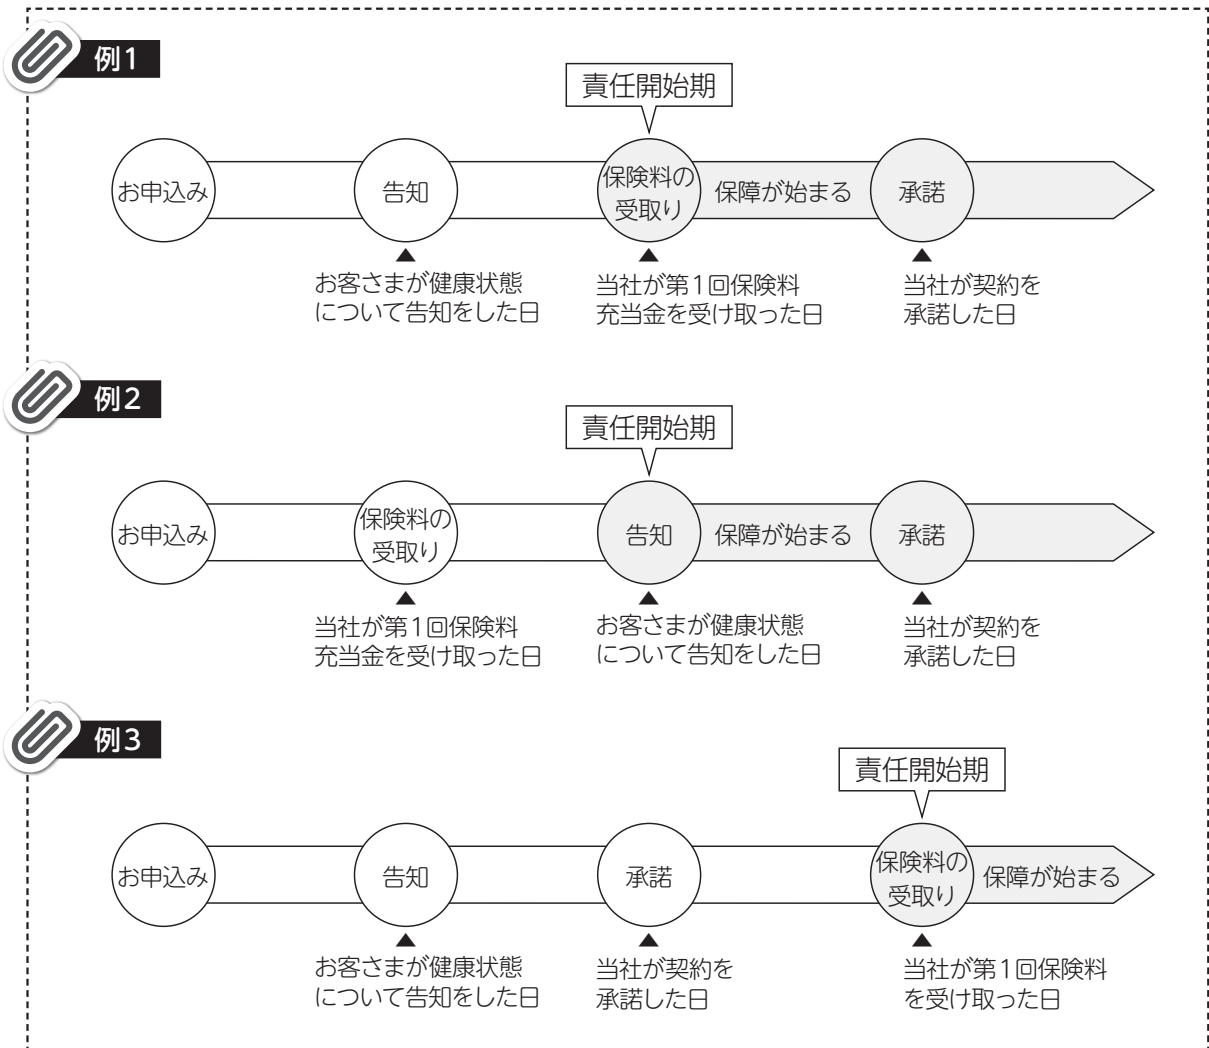 例1
責任開始期
お申込み
告知
保険料の
受取り
保障が始まる
承諾
お客さまが健康状態
について告知をした日
当社が第1回保険料
充当金を受け取った日
当社が契約を
承諾した日
例2
責任開始期
お申込み
保険料の
受取り
告知
保障が始まる
承諾
当社が第1回保険料
充当金を受け取った日
お客さまが健康状態
について告知をした日
当社が契約を
承諾した日
例3
責任開始期
お申込み
告知
承諾
保険料の
受取り
保障が始まる
お客さまが健康状態
について告知をした日
当社が契約を
承諾した日
当社が第1回保険料
を受け取った日